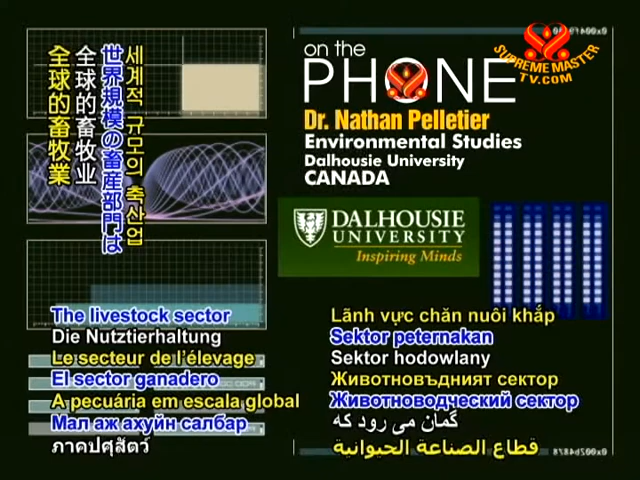 全球的畜牧業
全球的畜牧业
世界規模の畜産部門は
세계적 규모의 축산업
on the
PHONE
SUPREME MASTER
TV.COM
Dr. Nathan Pelletier
Environmental Studies
Dalhousie University
CANADA
DALHOUSIE
UNIVERSITY
Inspiring Minds
The livestock sector
Die Nutztierhaltung
Le secteur de l'élevage
El sector ganadero
A pecuária em escala global
Мал аж ахуйн салбар
ภาคปศุสัตว์
Lãnh vực chăn nuôi khắp
Sektor peternakan
Sektor hodowlany
Животновъдният сектор
Животноводческий сектор
گمان می رود که
قطاع الصناعة الحيوانية